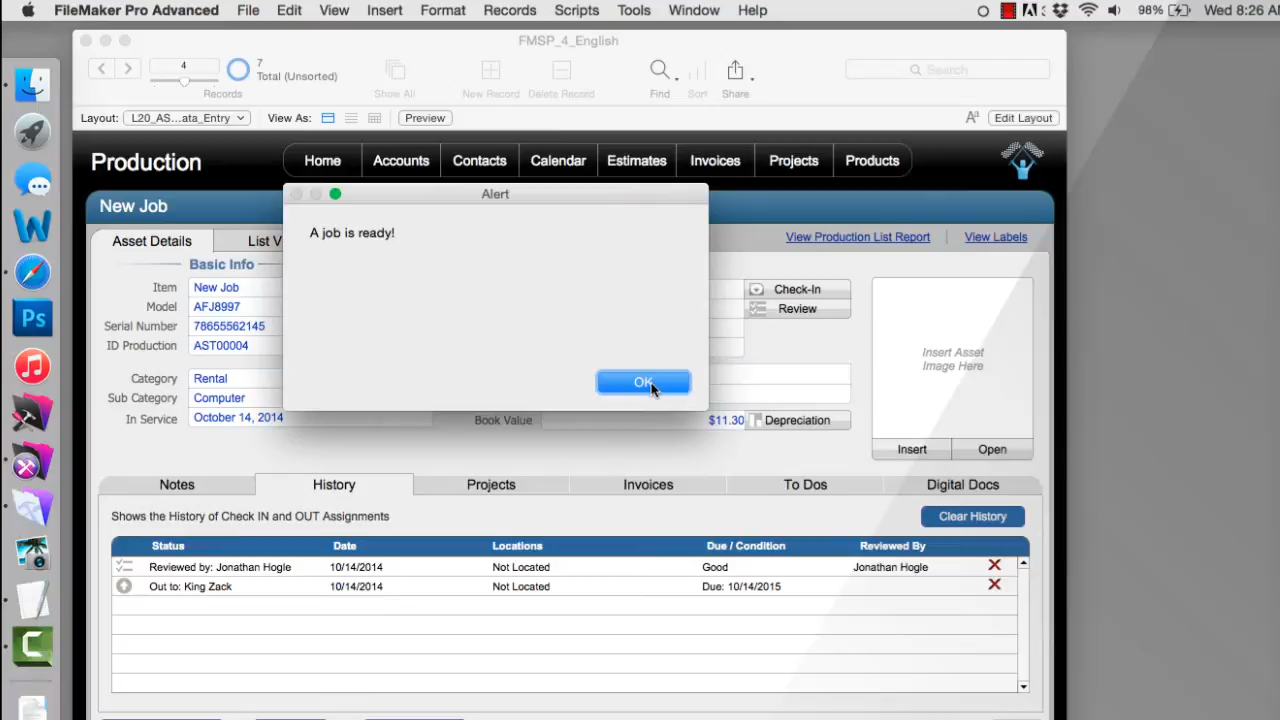 FileMaker Pro Advanced File Edit View Insert Format Records Scripts Tools Window Help 98% Wed 8:26 AM
FMSP_4_English
4 7
Total (Unsorted)
Search
Records Show All New Record Delete Record Find Sort Share
Layout: L20_AS...ata_Entry View As: Preview Aª Edit Layout
Production Home Accounts Contacts Calendar Estimates Invoices Projects Products
New Job
Alert
A job is ready!
OK
Asset Details List V View Production List Report View Labels
Basic Info
Item New Job Check-In
Model AFJ8997 Review
Serial Number 78655562145
ID Production AST00004
Insert Asset
Image Here
Category Rental
Sub Category Computer
In Service October 14, 2014 Book Value $11.30 Depreciation
Insert Open
Notes History Projects Invoices To Dos Digital Docs
Shows the History of Check IN and OUT Assignments Clear History
Status Date Locations Due / Condition Reviewed By
Reviewed by: Jonathan Hogle 10/14/2014 Not Located Good Jonathan Hogle
Out to: King Zack 10/14/2014 Not Located Due: 10/14/2015
Ps